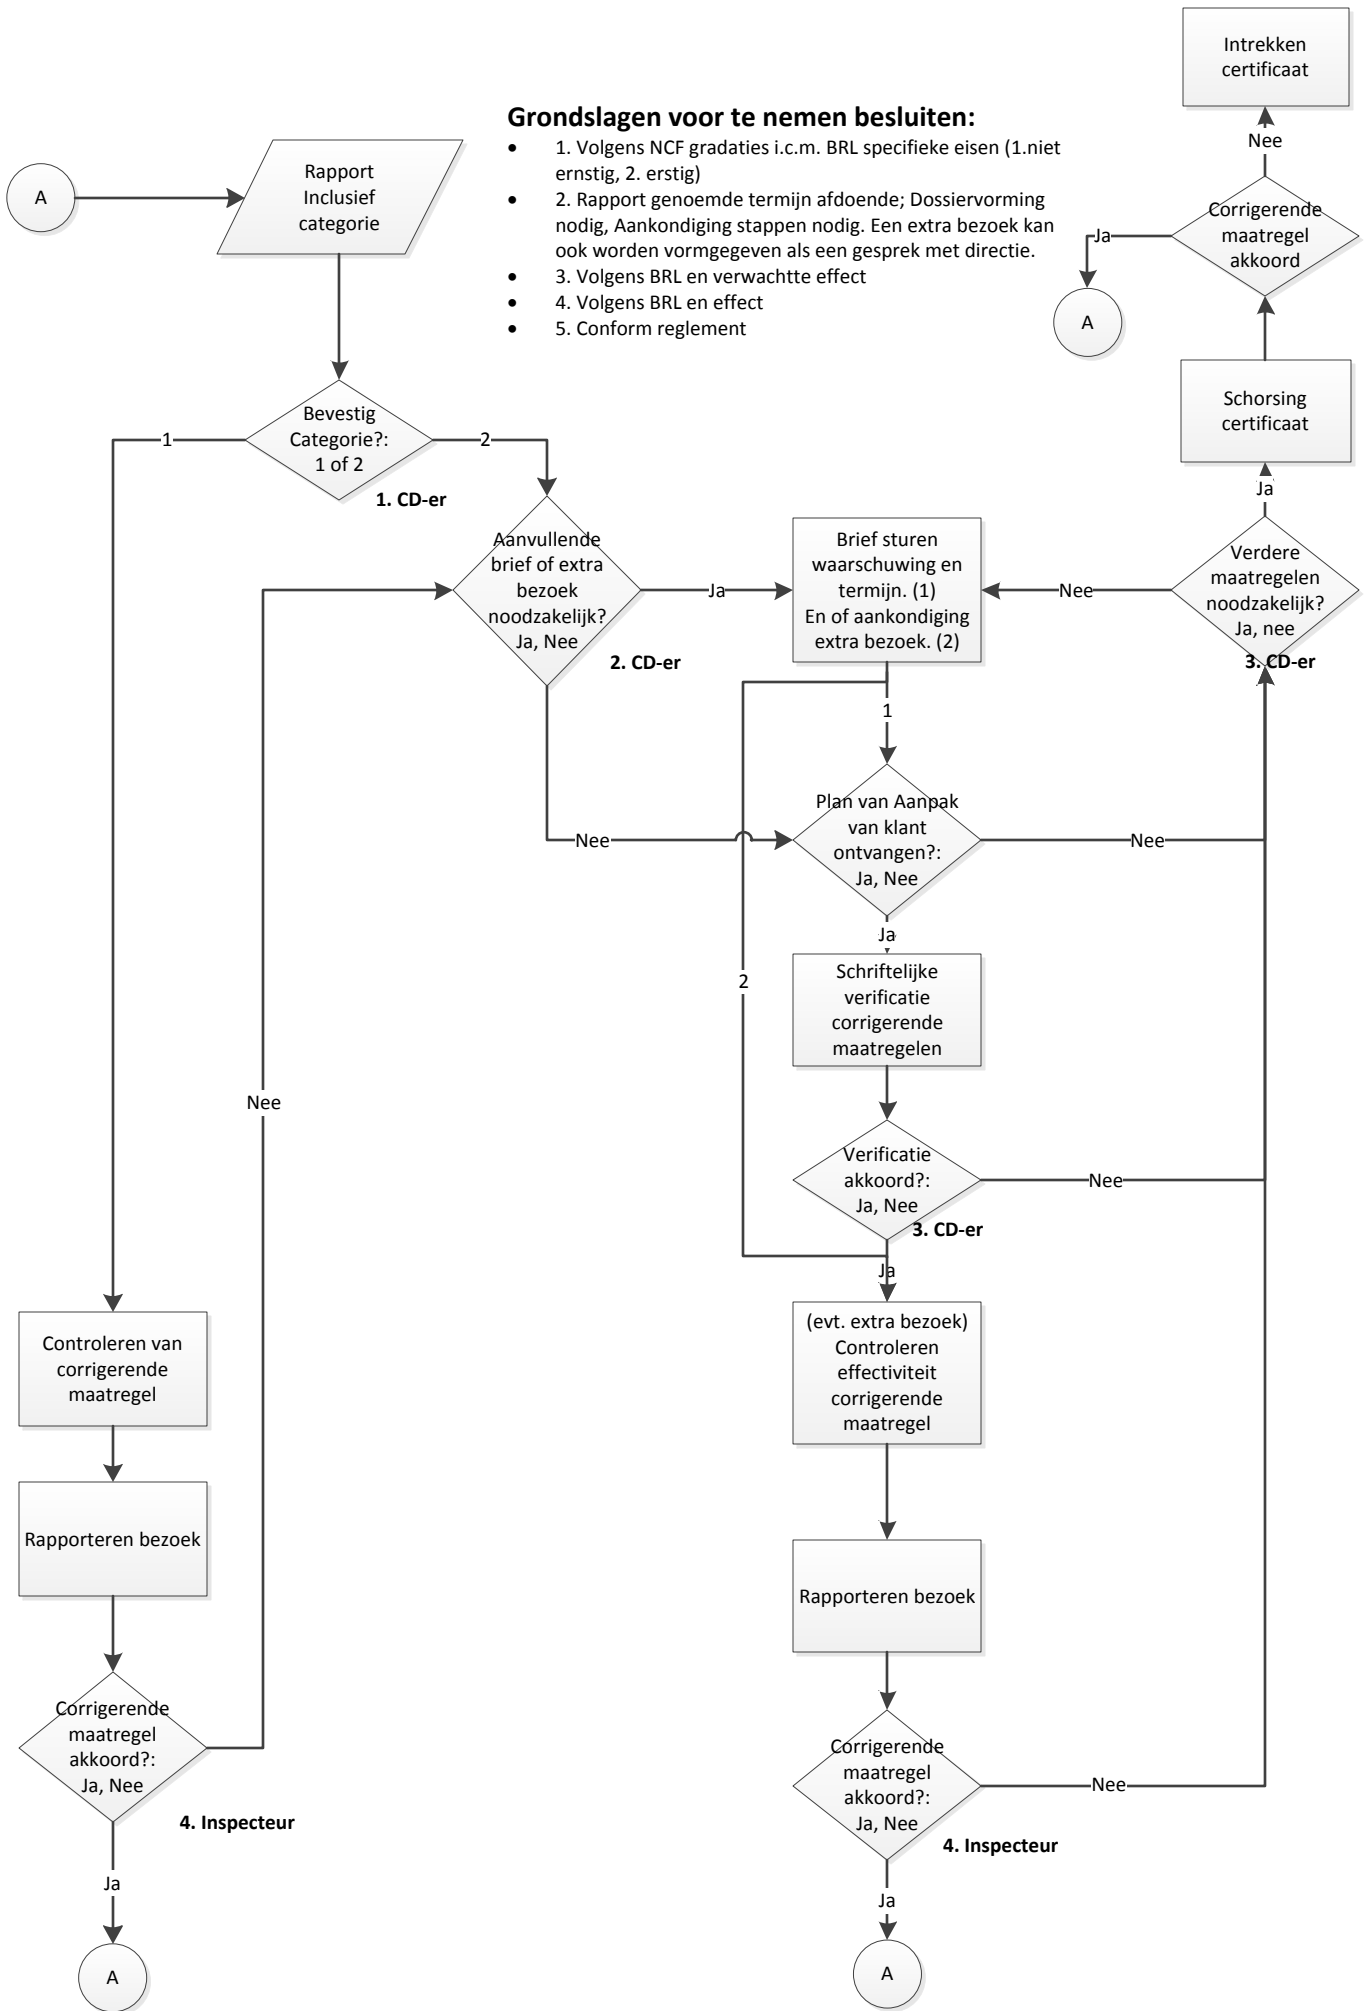 Intrekken
certificaat
Nee
Grondslagen voor te nemen besluiten:
• 1. Volgens NCF gradaties i.c.m. BRL specifieke eisen (1.niet
ernstig, 2. erstig)
• 2. Rapport genoemde termijn afdoende; Dossiervorming
nodig, Aankondiging stappen nodig. Een extra bezoek kan
ook worden vormgegeven als een gesprek met directie.
• 3. Volgens BRL en verwachtte effect
• 4. Volgens BRL en effect
• 5. Conform reglement
A
Rapport
Inclusief
categorie
Corrigerende
maatregel
akkoord
Ja
A
Schorsing
certificaat
Ja
Bevestig
Categorie?:
1 of 2
1
2
1. CD-er
Aanvullende
brief of extra
bezoek
noodzakelijk?
Ja, Nee
2. CD-er
Ja
Brief sturen
waarschuwing en
termijn. (1)
En of aankondiging
extra bezoek. (2)
Nee
Verdere
maatregelen
noodzakelijk?
Ja, nee
3. CD-er
1
Nee
Plan van Aanpak
van klant
ontvangen?:
Ja, Nee
Nee
Ja
2
Schriftelijke
verificatie
corrigerende
maatregelen
Nee
Verificatie
akkoord?:
Ja, Nee
Nee
3. CD-er
Ja
Controleren van
corrigerende
maatregel
(evt. extra bezoek)
Controleren
effectiviteit
corrigerende
maatregel
Rapporteren bezoek
Rapporteren bezoek
Corrigerende
maatregel
akkoord?:
Ja, Nee
4. Inspecteur
Corrigerende
maatregel
akkoord?:
Ja, Nee
Nee
4. Inspecteur
Ja
Ja
A
A